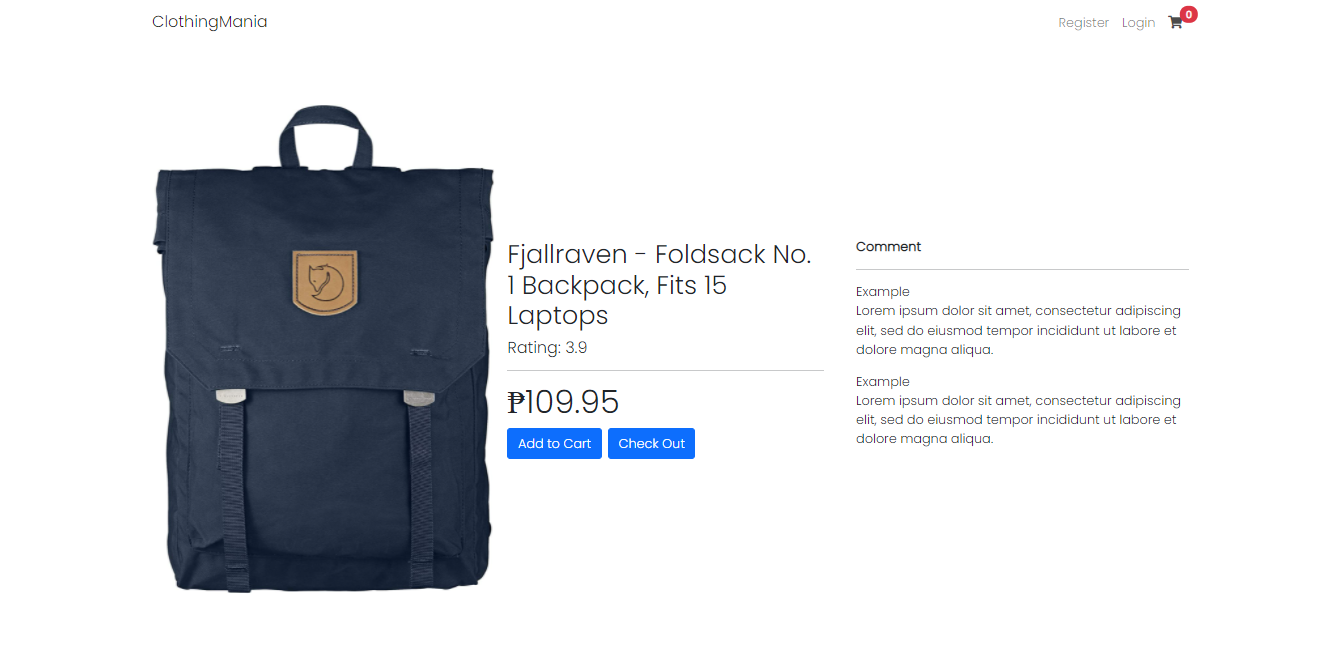 ClothingMania
Register Login 0
Fjallraven - Foldsack No.
1 Backpack, Fits 15
Laptops
Rating: 3.9
₱109.95
Add to Cart Check Out
Comment
Example
Lorem ipsum dolor sit amet, consectetur adipiscing
elit, sed do eiusmod tempor incididunt ut labore et
dolore magna aliqua.
Example
Lorem ipsum dolor sit amet, consectetur adipiscing
elit, sed do eiusmod tempor incididunt ut labore et
dolore magna aliqua.